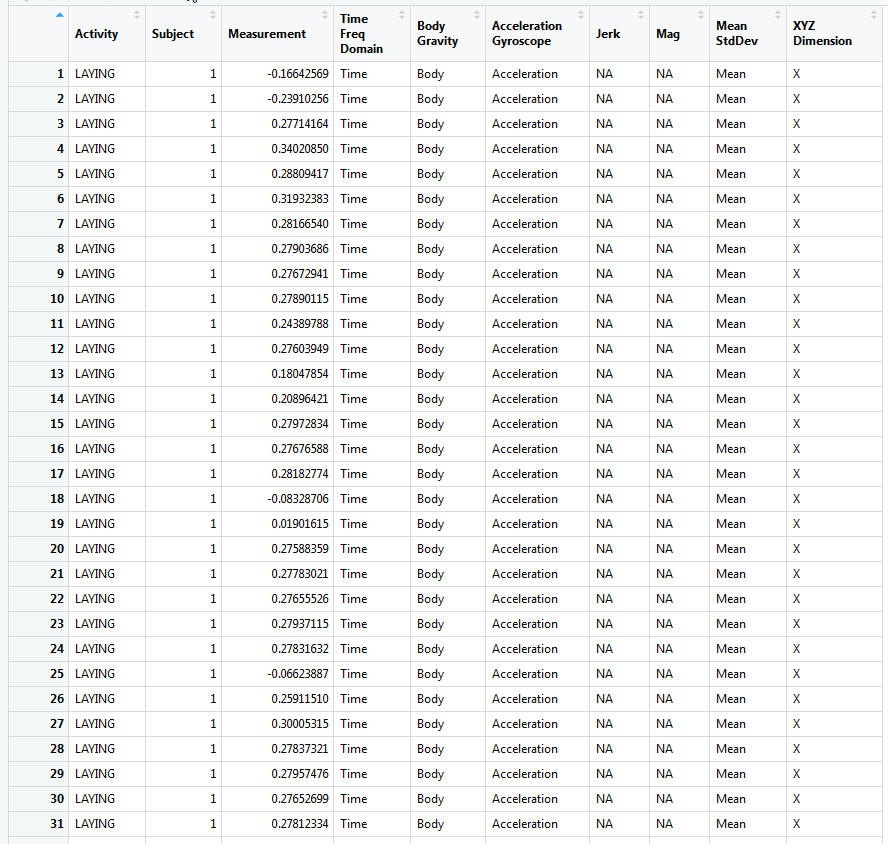 Activity Subject Measurement Time Freq Domain Body Gravity Acceleration Gyroscope Jerk Mag Mean StdDev XYZ Dimension
1 LAYING 1 -0.16642569 Time Body Acceleration NA NA Mean X
2 LAYING 1 -0.23910256 Time Body Acceleration NA NA Mean X
3 LAYING 1 0.27714164 Time Body Acceleration NA NA Mean X
4 LAYING 1 0.34020850 Time Body Acceleration NA NA Mean X
5 LAYING 1 0.28809417 Time Body Acceleration NA NA Mean X
6 LAYING 1 0.31932383 Time Body Acceleration NA NA Mean X
7 LAYING 1 0.28166540 Time Body Acceleration NA NA Mean X
8 LAYING 1 0.27903686 Time Body Acceleration NA NA Mean X
9 LAYING 1 0.27672941 Time Body Acceleration NA NA Mean X
10 LAYING 1 0.27890115 Time Body Acceleration NA NA Mean X
11 LAYING 1 0.24389788 Time Body Acceleration NA NA Mean X
12 LAYING 1 0.27603949 Time Body Acceleration NA NA Mean X
13 LAYING 1 0.18047854 Time Body Acceleration NA NA Mean X
14 LAYING 1 0.20896421 Time Body Acceleration NA NA Mean X
15 LAYING 1 0.27972834 Time Body Acceleration NA NA Mean X
16 LAYING 1 0.27676588 Time Body Acceleration NA NA Mean X
17 LAYING 1 0.28182774 Time Body Acceleration NA NA Mean X
18 LAYING 1 -0.08328706 Time Body Acceleration NA NA Mean X
19 LAYING 1 0.01901615 Time Body Acceleration NA NA Mean X
20 LAYING 1 0.27588359 Time Body Acceleration NA NA Mean X
21 LAYING 1 0.27783021 Time Body Acceleration NA NA Mean X
22 LAYING 1 0.27655526 Time Body Acceleration NA NA Mean X
23 LAYING 1 0.27937115 Time Body Acceleration NA NA Mean X
24 LAYING 1 0.27831632 Time Body Acceleration NA NA Mean X
25 LAYING 1 -0.06623887 Time Body Acceleration NA NA Mean X
26 LAYING 1 0.25911510 Time Body Acceleration NA NA Mean X
27 LAYING 1 0.30005315 Time Body Acceleration NA NA Mean X
28 LAYING 1 0.27837321 Time Body Acceleration NA NA Mean X
29 LAYING 1 0.27957476 Time Body Acceleration NA NA Mean X
30 LAYING 1 0.27652699 Time Body Acceleration NA NA Mean X
31 LAYING 1 0.27812334 Time Body Acceleration NA NA Mean X